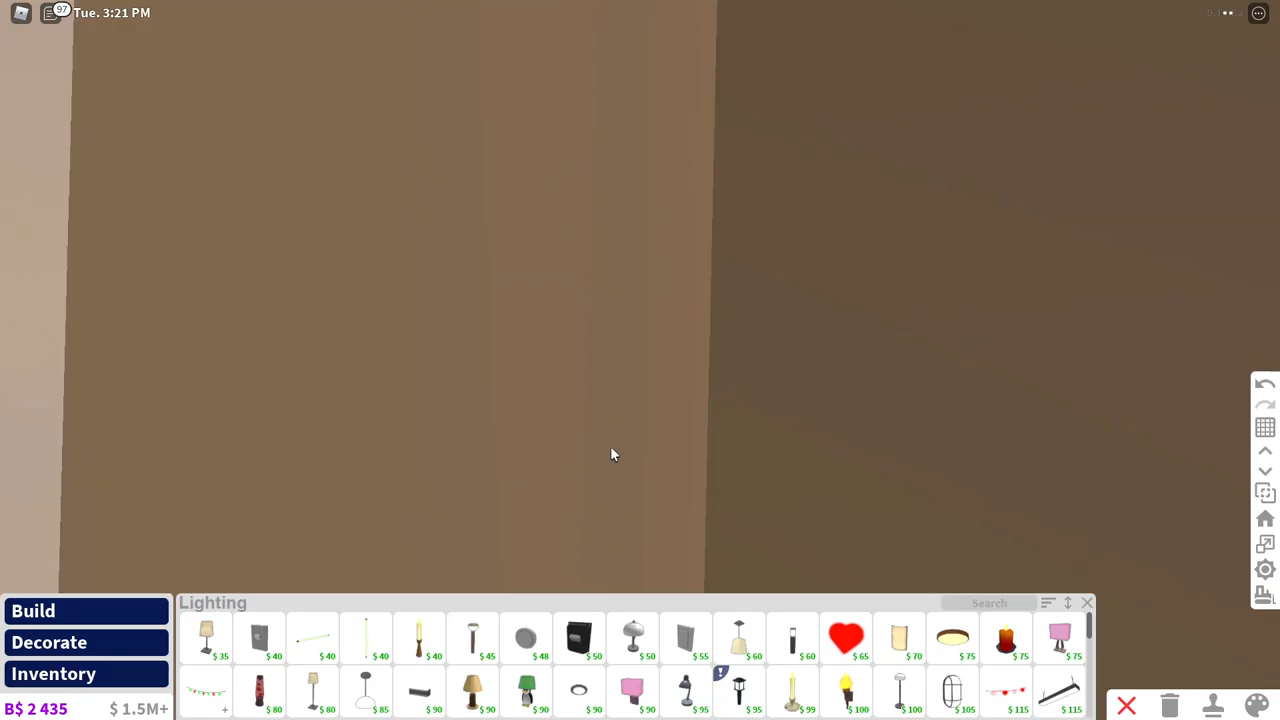 97 Tue. 3:21 PM
Lighting
Search
Build
Decorate
Inventory
B$ 2 435
$ 1.5M+
$ 35 $ 40 $ 40 $ 40 $ 40 $ 45 $ 48 $ 50 $ 50 $ 55 $ 60 $ 60 $ 65 $ 70 $ 75 $ 75 $ 75
+ $ 80 $ 80 $ 85 $ 90 $ 90 $ 90 $ 90 $ 90 $ 95 $ 95 $ 99 $ 100 $ 100 $ 105 $ 115 $ 115